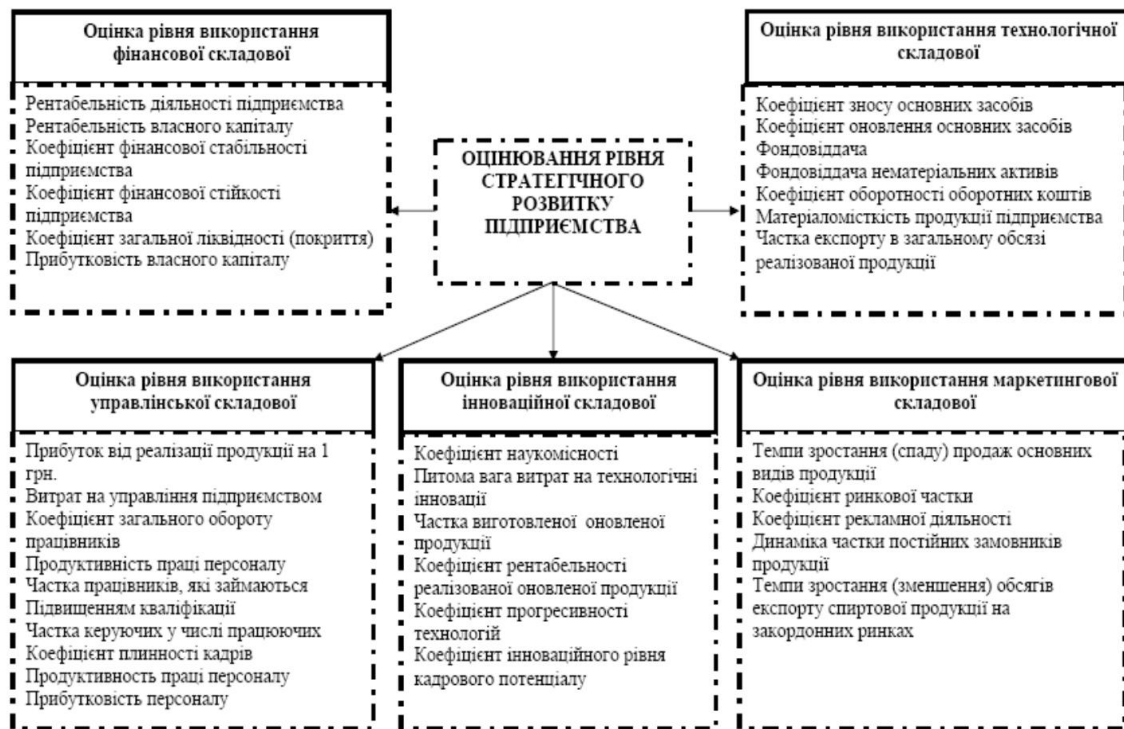 Оцінка рівня використання
фінансової складової
Рентабельність діяльності підприємства
Рентабельність власного капіталу
Коефіцієнт фінансової стабільності
підприємства
Коефіцієнт фінансової стійкості
підприємства
Коефіцієнт загальної ліквідності (покриття)
Прибутковість власного капіталу
ОЦІНЮВАННЯ РІВНЯ
СТРАТЕГІЧНОГО
РОЗВИТКУ
ПІДПРИЄМСТВА
Оцінка рівня використання технологічної
складової
Коефіцієнт зносу основних засобів
Коефіцієнт оновлення основних засобів
Фондовіддача
Фондовіддача нематеріальних активів
Коефіцієнт оборотності оборотних коштів
Матеріаломісткість продукції підприємства
Частка експорту в загальному обсязі
реалізованої продукції
Оцінка рівня використання
управлінської складової
Прибуток від реалізації продукції на 1
грн.
Витрат на управління підприємством
Коефіцієнт загального обороту
працівників
Продуктивність праці персоналу
Частка працівників, які займаються
Підвищенням кваліфікації
Частка керуючих у числі працюючих
Коефіцієнт плинності кадрів
Продуктивность праці персоналу
Прибутковість персоналу
Оцінка рівня використання
інноваційної складової
Коефіцієнт наукомісності
Питома вага витрат на технологічні
інновації
Частка виготовленої оновленої
продукції
Коефіцієнт рентабельності
реалізованої оновленої продукції
Коефіцієнт прогресивності
технологій
Коефіцієнт інноваційного рівня
кадрового потенціалу
Оцінка рівня використання маркетингової
складової
Темпи зростання (спаду) продаж основних
видів продукції
Коефіцієнт ринкової частки
Коефіцієнт рекламної діяльності
Динаміка частки постійних замовників
продукції
Темпи зростання (зменшення) обсягів
експорту спиртової продукції на
закордонних ринках